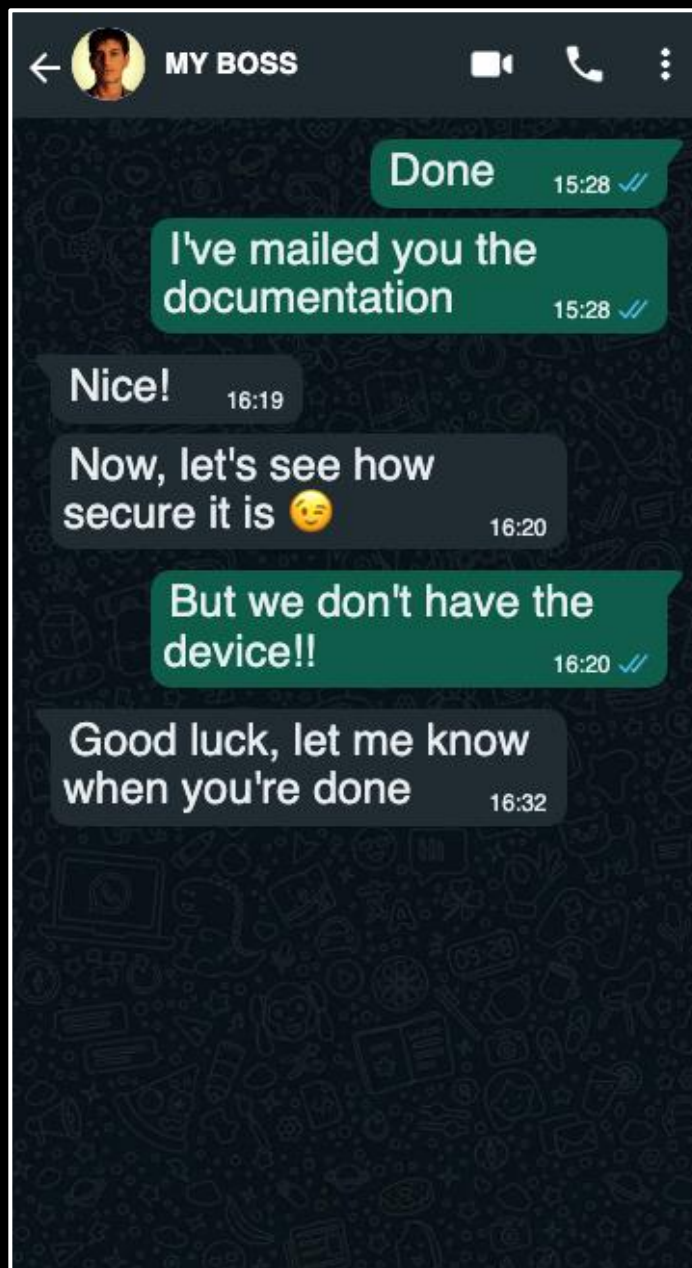 MY BOSS
Done 15:28
I've mailed you the
documentation 15:28
Nice! 16:19
Now, let's see how
secure it is 😉 16:20
But we don't have the
device!! 16:20
Good luck, let me know
when you're done 16:32